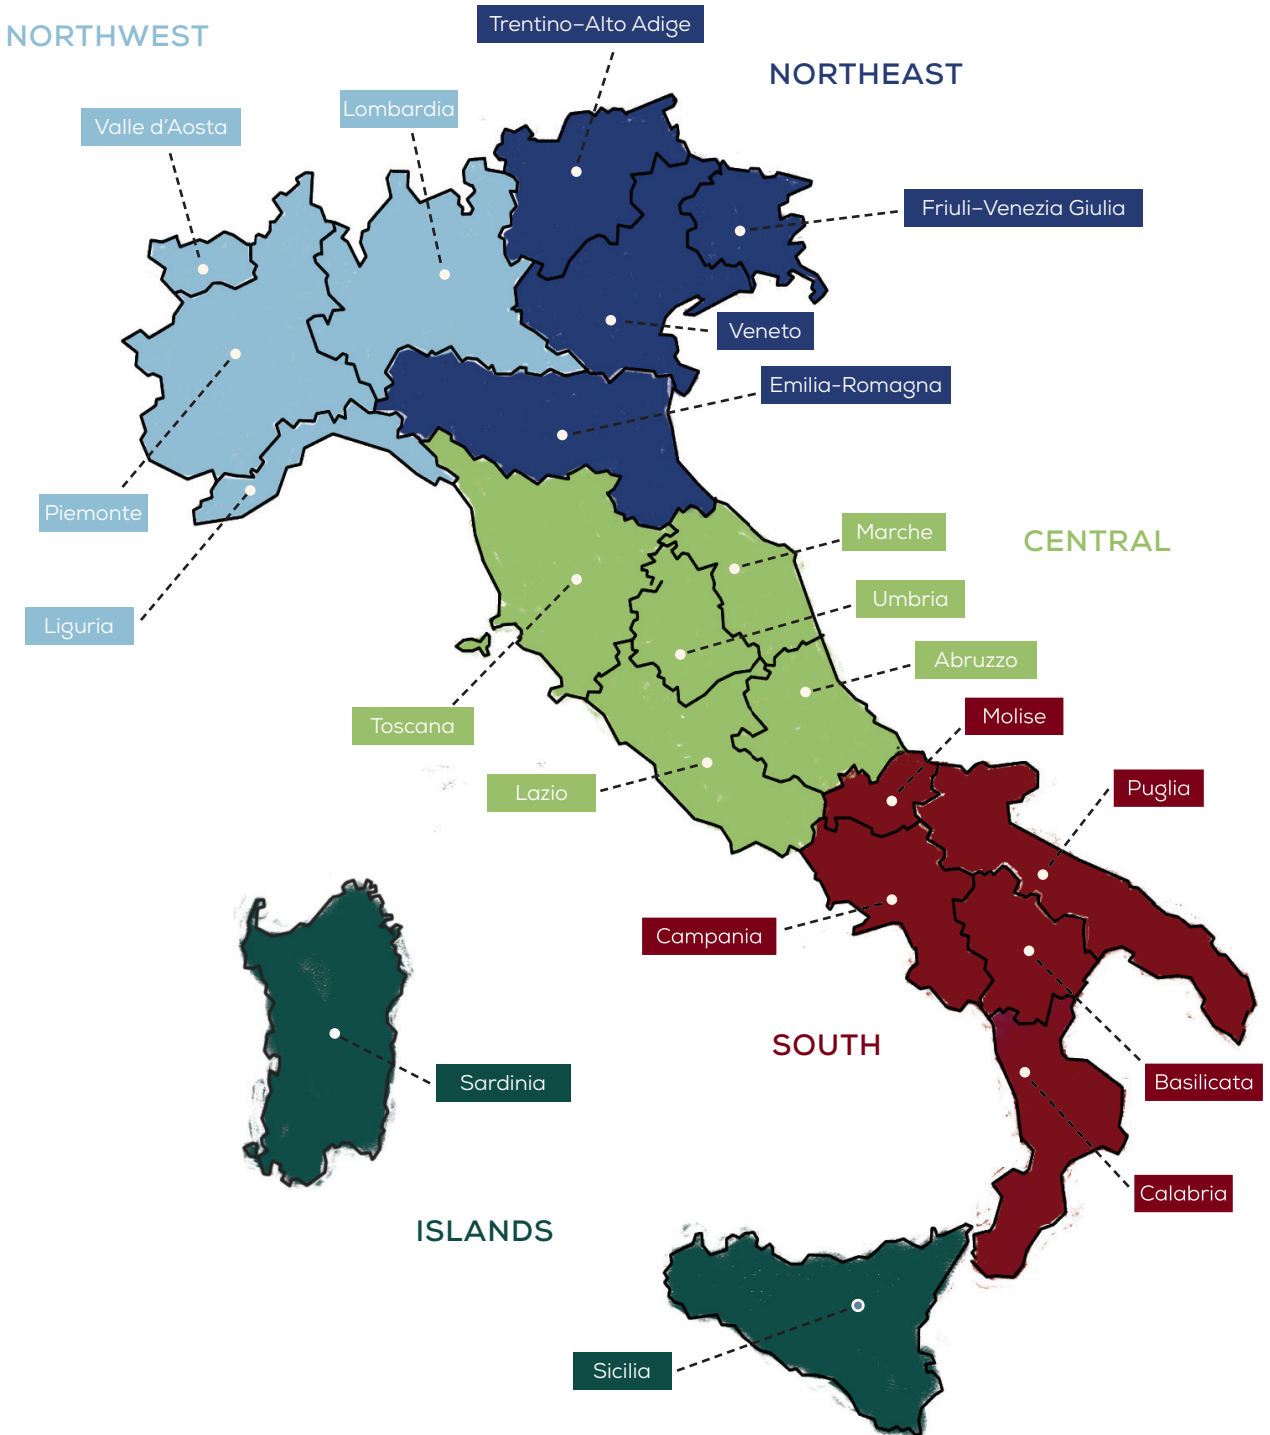 NORTHWEST
Trentino–Alto Adige
NORTHEAST
Lombardia
Valle d'Aosta
Friuli–Venezia Giulia
Veneto
Emilia-Romagna
Piemonte
Marche
CENTRAL
Umbria
Liguria
Abruzzo
Molise
Toscana
Puglia
Lazio
Campania
SOUTH
Sardinia
Basilicata
Calabria
ISLANDS
Sicilia